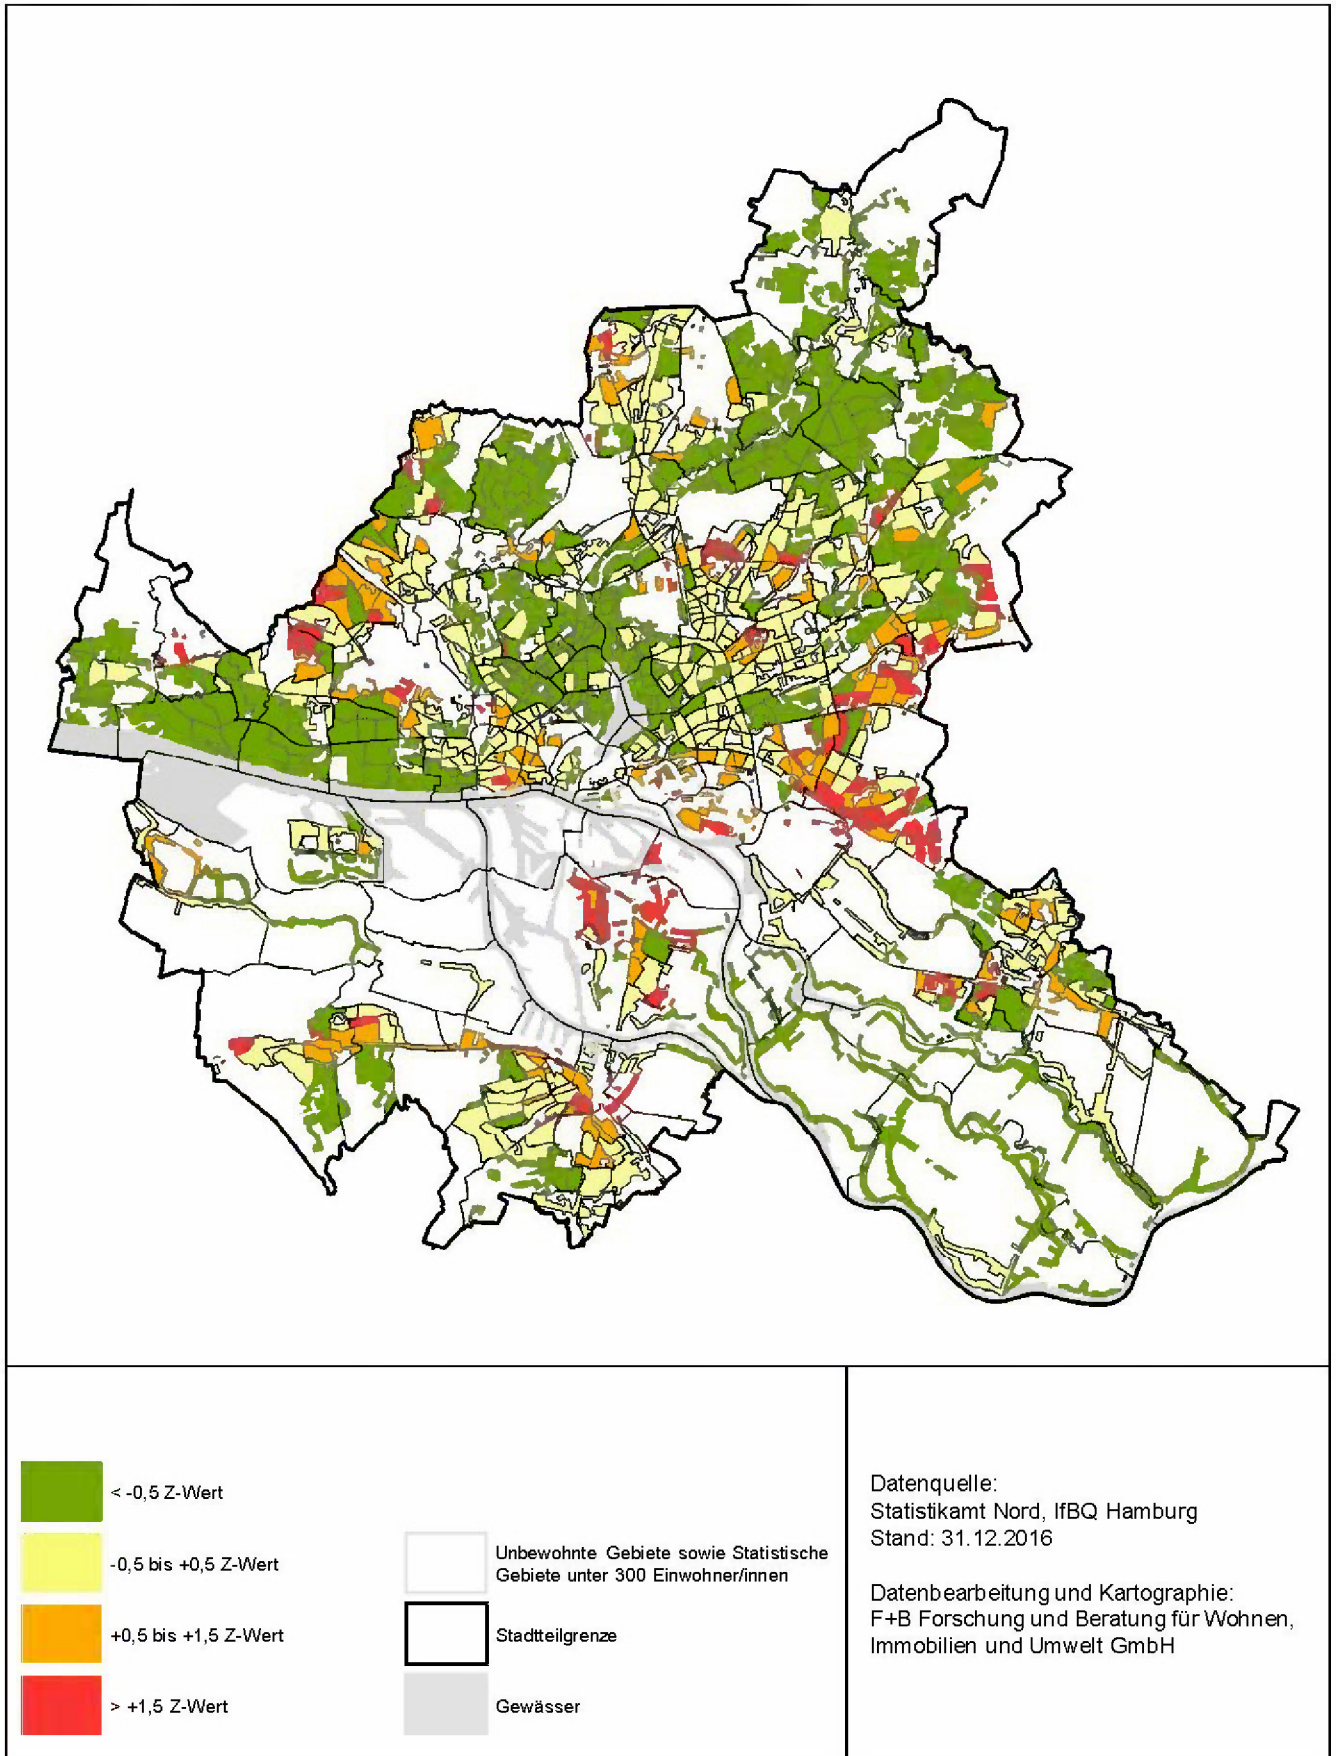 < -0,5 Z-Wert
-0,5 bis +0,5 Z-Wert
+0,5 bis +1,5 Z-Wert
> +1,5 Z-Wert
Unbewohnte Gebiete sowie Statistische
Gebiete unter 300 Einwohner/innen
Stadtteilgrenze
Gewässer
Datenquelle:
Statistikamt Nord, IfBQ Hamburg
Stand: 31.12.2016
Datenbearbeitung und Kartographie:
F+B Forschung und Beratung für Wohnen,
Immobilien und Umwelt GmbH